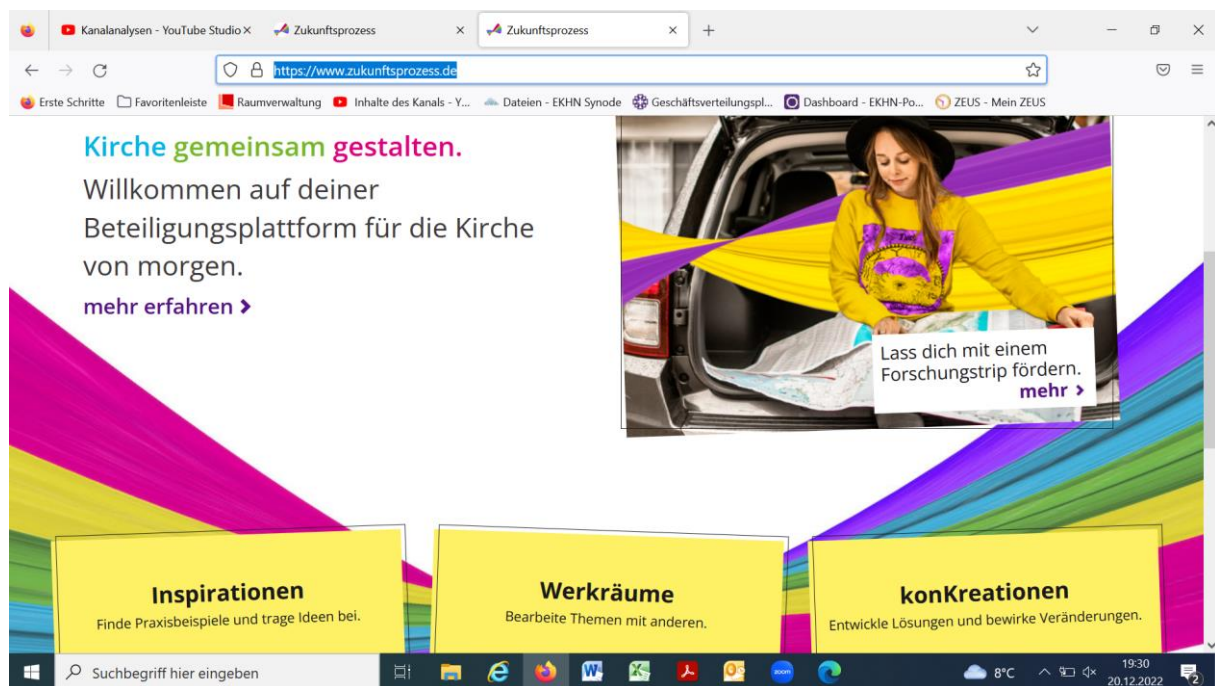 Kanalanalysen - YouTube Studio
Zukunftsprozess
Zukunftsprozess
https://www.zukunftsprozess.de
Erste Schritte
Favoritenleiste
Raumverwaltung
Inhalte des Kanals - Y...
Dateien - EKHN Synode
Geschäftsverteilungspl...
Dashboard - EKHN-Po...
ZEUS - Mein ZEUS
Kirche gemeinsam gestalten.
Willkommen auf deiner
Beteiligungsplattform für die Kirche
von morgen.
mehr erfahren
Lass dich mit einem
Forschungstrip fördern.
mehr
Inspirationen
Finde Praxisbeispiele und trage Ideen bei.
Werkräume
Bearbeite Themen mit anderen.
konKreationen
Entwickle Lösungen und bewirke Veränderungen.
Suchbegriff hier eingeben
8°C
19:30
20.12.2022
2